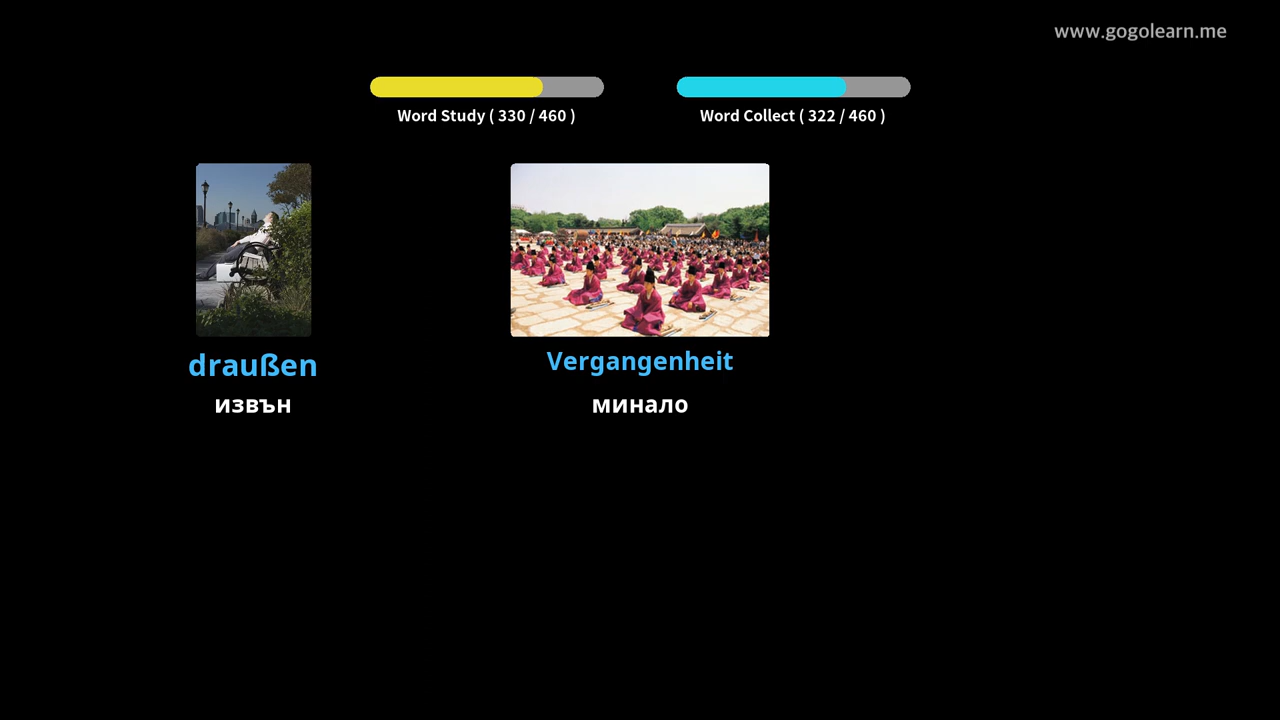 www.gogolearn.me
Word Study ( 330 / 460 )
Word Collect ( 322 / 460 )
draußen
Vergangenheit
извън
минало